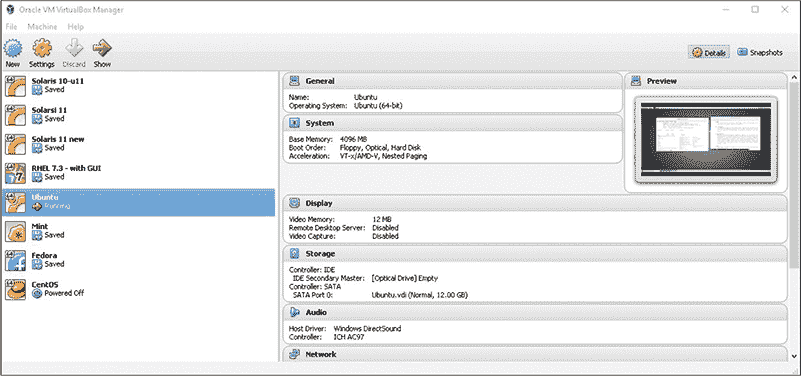 Oracle VM VirtualBox Manager
File Machine Help
New Settings Discard Show
Details Snapshots
Solaris 10-u11
Saved
Solarsi 11
Saved
Solaris 11 new
Saved
RHEL 7.3 - with GUI
Saved
Ubuntu
Running
Mint
Saved
Fedora
Saved
CentOS
Powered Off
General
Name: Ubuntu
Operating System: Ubuntu (64-bit)
System
Base Memory: 4096 MB
Boot Order: Floppy, Optical, Hard Disk
Acceleration: VT-x/AMD-V, Nested Paging
Preview
Display
Video Memory: 12 MB
Remote Desktop Server: Disabled
Video Capture: Disabled
Storage
Controller: IDE
IDE Secondary Master: [Optical Drive] Empty
Controller: SATA
SATA Port 0: Ubuntu.vdi (Normal, 12.00 GB)
Audio
Host Driver: Windows DirectSound
Controller: ICH AC97
Network